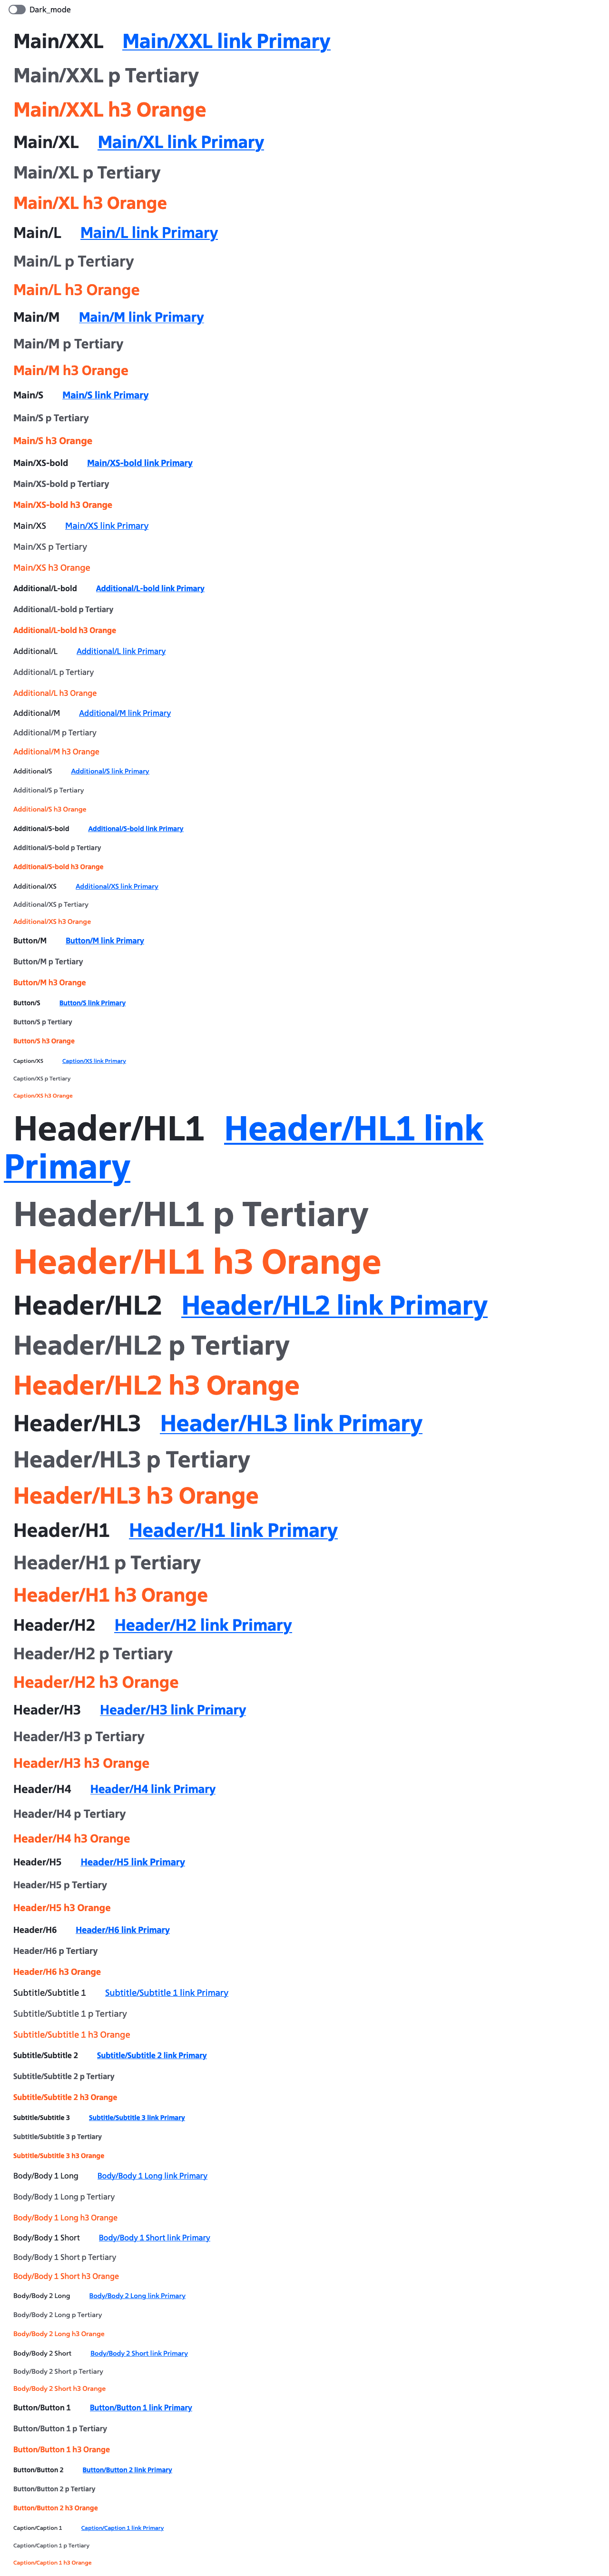 Dark_mode
Main/XXL Main/XXL link Primary
Main/XXL p Tertiary
Main/XXL h3 Orange
Main/XL Main/XL link Primary
Main/XL p Tertiary
Main/XL h3 Orange
Main/L Main/L link Primary
Main/L p Tertiary
Main/L h3 Orange
Main/M Main/M link Primary
Main/M p Tertiary
Main/M h3 Orange
Main/S Main/S link Primary
Main/S p Tertiary
Main/S h3 Orange
Main/XS-bold Main/XS-bold link Primary
Main/XS-bold p Tertiary
Main/XS-bold h3 Orange
Main/XS Main/XS link Primary
Main/XS p Tertiary
Main/XS h3 Orange
Additional/L-bold Additional/L-bold link Primary
Additional/L-bold p Tertiary
Additional/L-bold h3 Orange
Additional/L Additional/L link Primary
Additional/L p Tertiary
Additional/L h3 Orange
Additional/M Additional/M link Primary
Additional/M p Tertiary
Additional/M h3 Orange
Additional/S Additional/S link Primary
Additional/S p Tertiary
Additional/S h3 Orange
Additional/S-bold Additional/S-bold link Primary
Additional/S-bold p Tertiary
Additional/S-bold h3 Orange
Additional/XS Additional/XS link Primary
Additional/XS p Tertiary
Additional/XS h3 Orange
Button/M Button/M link Primary
Button/M p Tertiary
Button/M h3 Orange
Button/S Button/S link Primary
Button/S p Tertiary
Button/S h3 Orange
Caption/XS Caption/XS link Primary
Caption/XS p Tertiary
Caption/XS h3 Orange
Header/HL1 Header/HL1 link
Primary
Header/HL1 p Tertiary
Header/HL1 h3 Orange
Header/HL2 Header/HL2 link Primary
Header/HL2 p Tertiary
Header/HL2 h3 Orange
Header/HL3 Header/HL3 link Primary
Header/HL3 p Tertiary
Header/HL3 h3 Orange
Header/H1 Header/H1 link Primary
Header/H1 p Tertiary
Header/H1 h3 Orange
Header/H2 Header/H2 link Primary
Header/H2 p Tertiary
Header/H2 h3 Orange
Header/H3 Header/H3 link Primary
Header/H3 p Tertiary
Header/H3 h3 Orange
Header/H4 Header/H4 link Primary
Header/H4 p Tertiary
Header/H4 h3 Orange
Header/H5 Header/H5 link Primary
Header/H5 p Tertiary
Header/H5 h3 Orange
Header/H6 Header/H6 link Primary
Header/H6 p Tertiary
Header/H6 h3 Orange
Subtitle/Subtitle 1 Subtitle/Subtitle 1 link Primary
Subtitle/Subtitle 1 p Tertiary
Subtitle/Subtitle 1 h3 Orange
Subtitle/Subtitle 2 Subtitle/Subtitle 2 link Primary
Subtitle/Subtitle 2 p Tertiary
Subtitle/Subtitle 2 h3 Orange
Subtitle/Subtitle 3 Subtitle/Subtitle 3 link Primary
Subtitle/Subtitle 3 p Tertiary
Subtitle/Subtitle 3 h3 Orange
Body/Body 1 Long Body/Body 1 Long link Primary
Body/Body 1 Long p Tertiary
Body/Body 1 Long h3 Orange
Body/Body 1 Short Body/Body 1 Short link Primary
Body/Body 1 Short p Tertiary
Body/Body 1 Short h3 Orange
Body/Body 2 Long Body/Body 2 Long link Primary
Body/Body 2 Long p Tertiary
Body/Body 2 Long h3 Orange
Body/Body 2 Short Body/Body 2 Short link Primary
Body/Body 2 Short p Tertiary
Body/Body 2 Short h3 Orange
Button/Button 1 Button/Button 1 link Primary
Button/Button 1 p Tertiary
Button/Button 1 h3 Orange
Button/Button 2 Button/Button 2 link Primary
Button/Button 2 p Tertiary
Button/Button 2 h3 Orange
Caption/Caption 1 Caption/Caption 1 link Primary
Caption/Caption 1 p Tertiary
Caption/Caption 1 h3 Orange